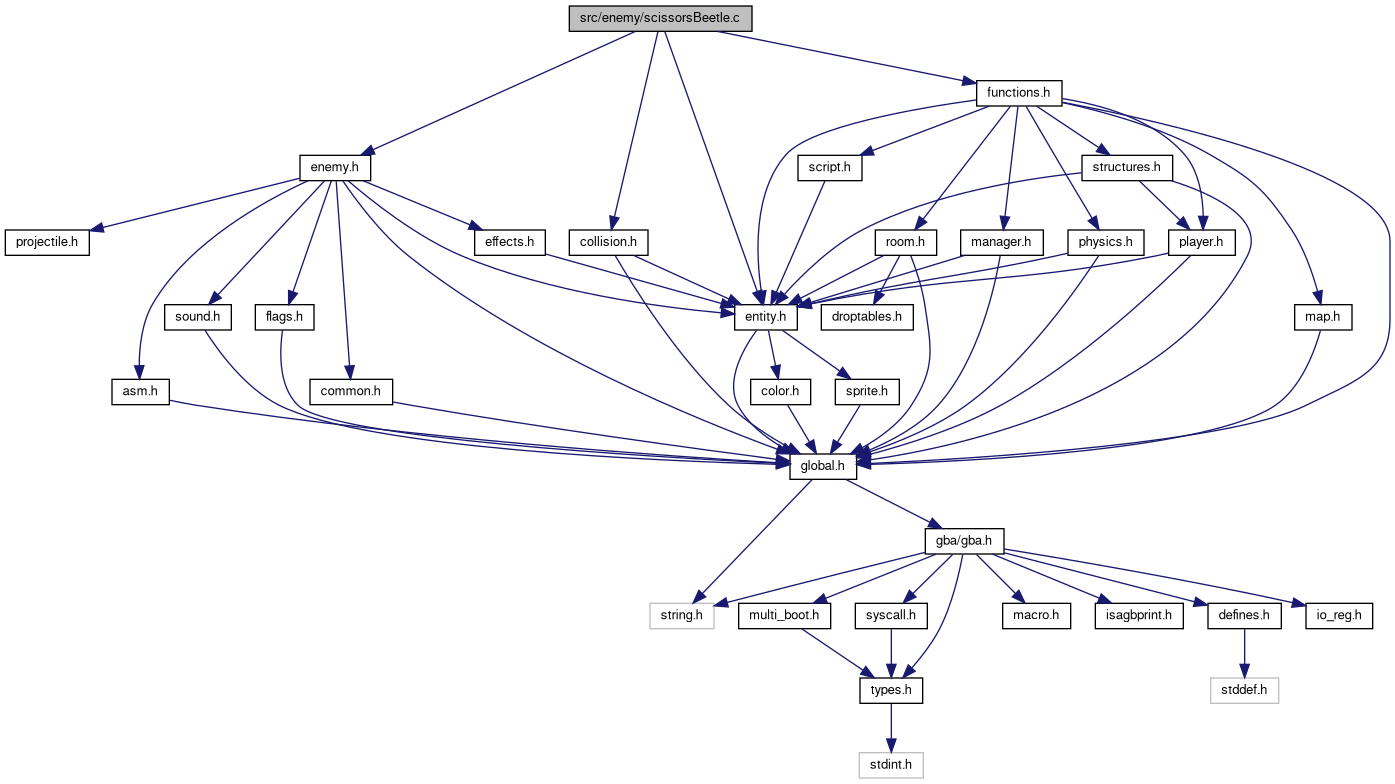 src/enemy/scissorsBeetle.c
functions.h
enemy.h
script.h
structures.h
projectile.h
effects.h
collision.h
room.h
manager.h
physics.h
player.h
sound.h
flags.h
entity.h
droptables.h
map.h
asm.h
common.h
color.h
sprite.h
global.h
gba/gba.h
string.h
multi_boot.h
syscall.h
macro.h
isagbprint.h
defines.h
io_reg.h
types.h
stddef.h
stdint.h